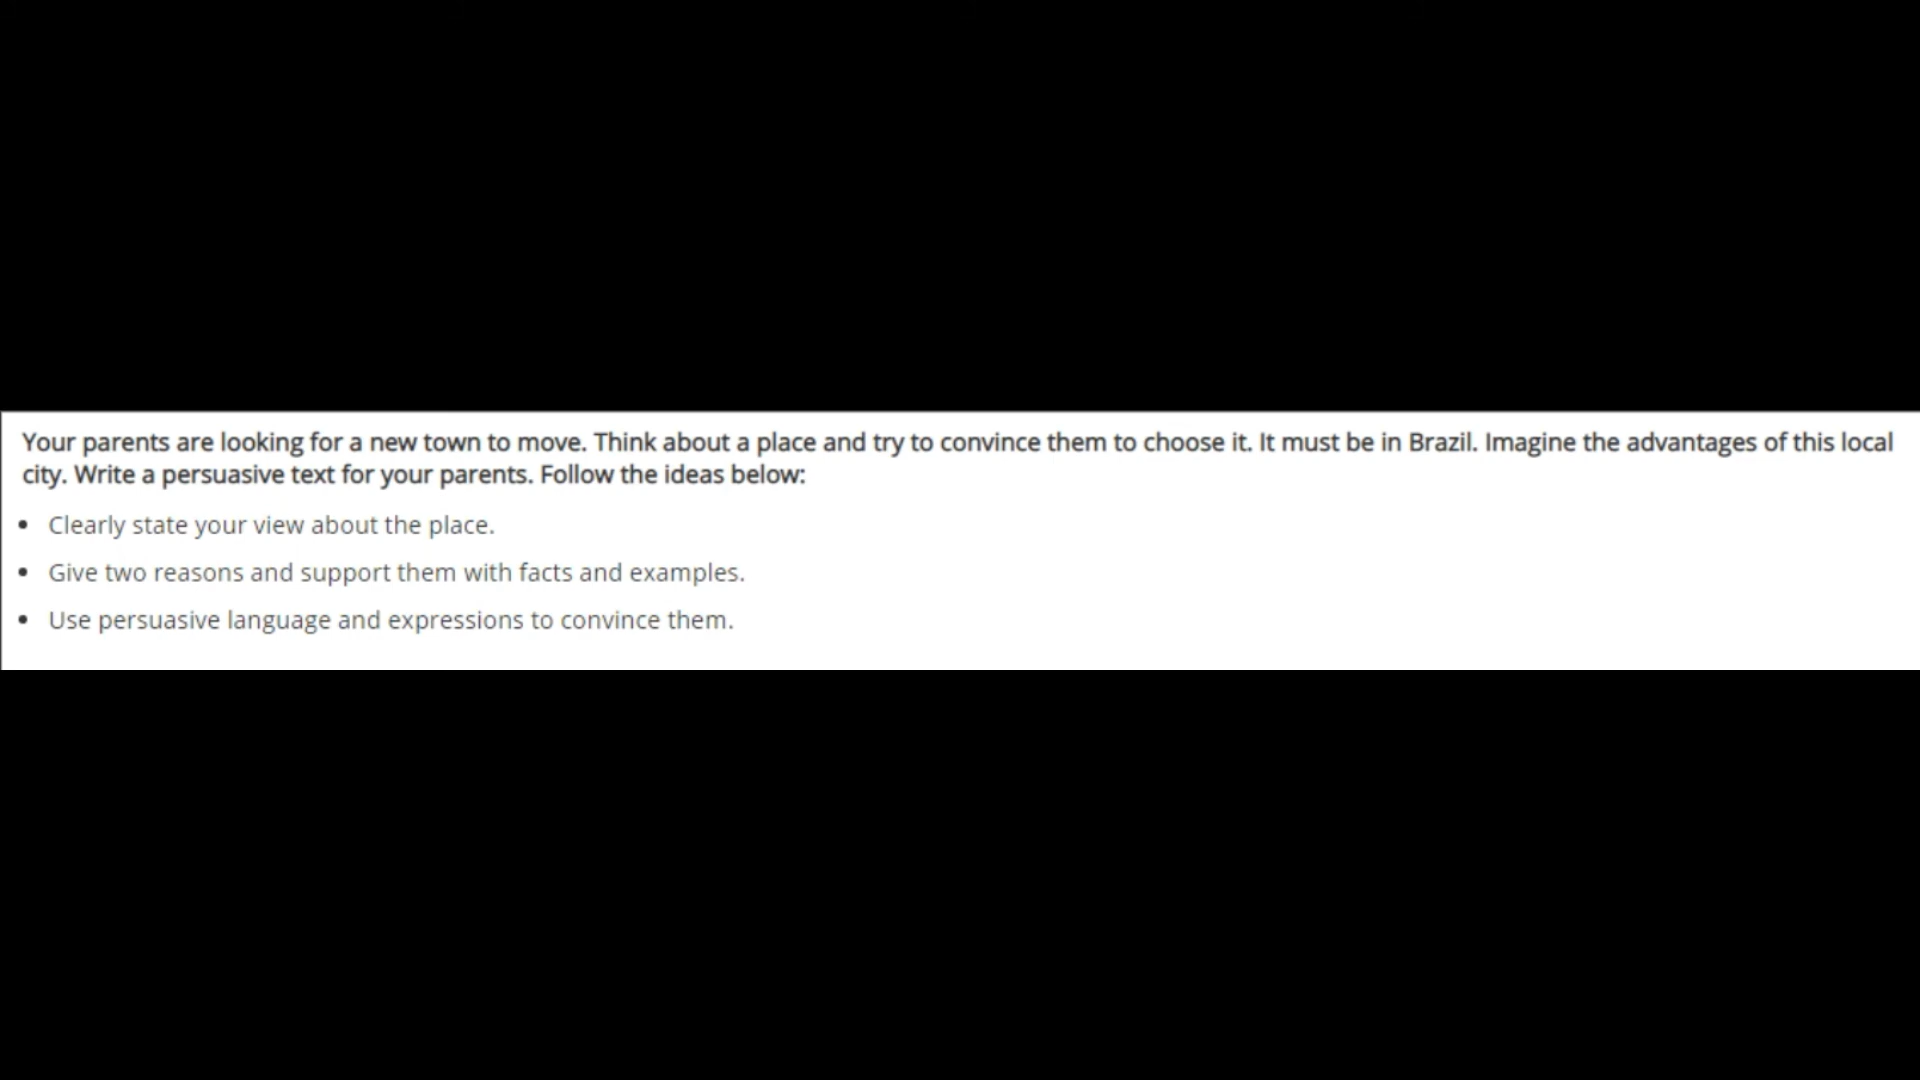 Your parents are looking for a new town to move. Think about a place and try to convince them to choose it. It must be in Brazil. Imagine the advantages of this local
city. Write a persuasive text for your parents. Follow the ideas below:
• Clearly state your view about the place.
• Give two reasons and support them with facts and examples.
• Use persuasive language and expressions to convince them.